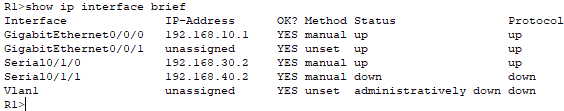 R1>show ip interface brief
Interface              IP-Address      OK? Method Status                Protocol
GigabitEthernet0/0/0   192.168.10.1    YES manual up                    up
GigabitEthernet0/0/1   unassigned      YES unset  up                    up
Serial0/1/0            192.168.30.2    YES manual up                    up
Serial0/1/1            192.168.40.2    YES manual down                  down
Vlan1                  unassigned      YES unset  administratively down down
R1>